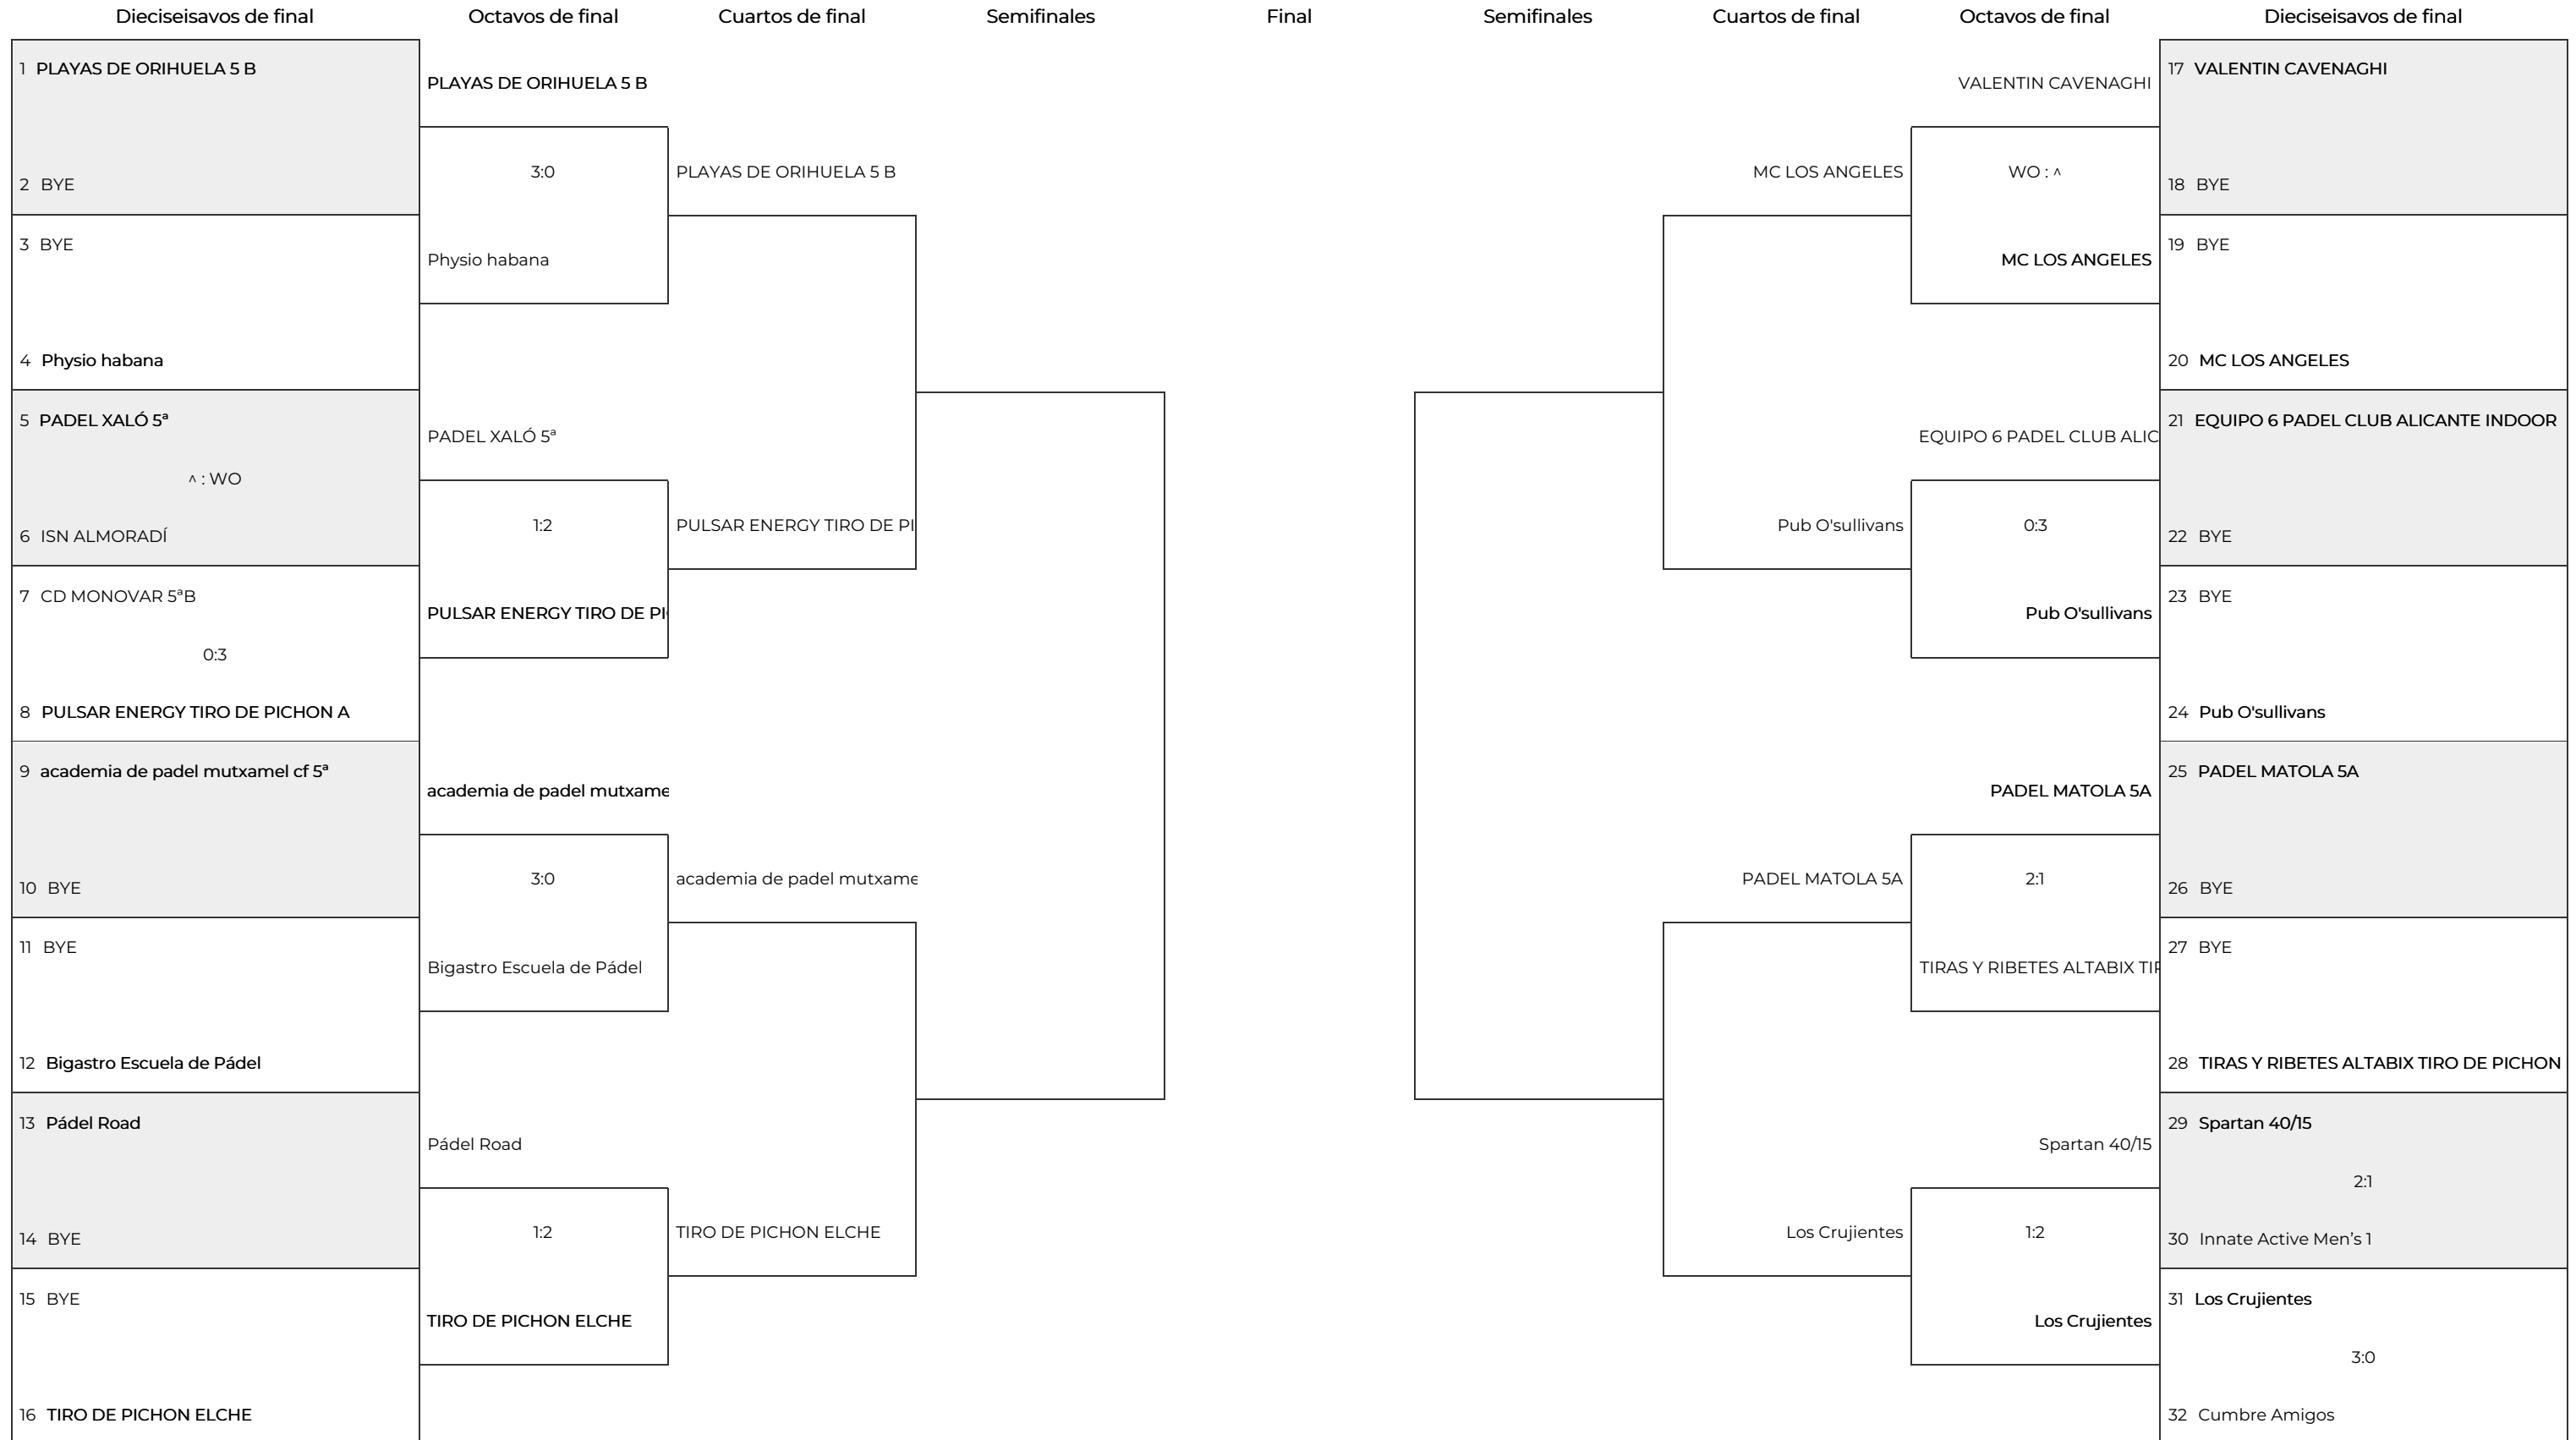 Dieciseisavos de final
Octavos de final
Cuartos de final
Semifinales
Final
Semifinales
Cuartos de final
Octavos de final
Dieciseisavos de final
1 PLAYAS DE ORIHUELA 5 B
2 BYE
3 BYE
4 Physio habana
5 PADEL XALÓ 5ª
^ : WO
6 ISN ALMORADÍ
7 CD MONOVAR 5ªB
0:3
8 PULSAR ENERGY TIRO DE PICHON A
9 academia de padel mutxamel cf 5ª
10 BYE
11 BYE
12 Bigastro Escuela de Pádel
13 Pádel Road
14 BYE
15 BYE
16 TIRO DE PICHON ELCHE
PLAYAS DE ORIHUELA 5 B
3:0
Physio habana
PADEL XALÓ 5ª
1:2
PULSAR ENERGY TIRO DE PI
academia de padel mutxame
3:0
Bigastro Escuela de Pádel
Pádel Road
1:2
TIRO DE PICHON ELCHE
PLAYAS DE ORIHUELA 5 B
PULSAR ENERGY TIRO DE PI
academia de padel mutxame
TIRO DE PICHON ELCHE
MC LOS ANGELES
Pub O'sullivans
PADEL MATOLA 5A
Los Crujientes
VALENTIN CAVENAGHI
WO : ^
MC LOS ANGELES
EQUIPO 6 PADEL CLUB ALIC
0:3
Pub O'sullivans
PADEL MATOLA 5A
2:1
TIRAS Y RIBETES ALTABIX TIR
Spartan 40/15
1:2
Los Crujientes
17 VALENTIN CAVENAGHI
18 BYE
19 BYE
20 MC LOS ANGELES
21 EQUIPO 6 PADEL CLUB ALICANTE INDOOR
22 BYE
23 BYE
24 Pub O'sullivans
25 PADEL MATOLA 5A
26 BYE
27 BYE
28 TIRAS Y RIBETES ALTABIX TIRO DE PICHON
29 Spartan 40/15
2:1
30 Innate Active Men’s 1
31 Los Crujientes
3:0
32 Cumbre Amigos